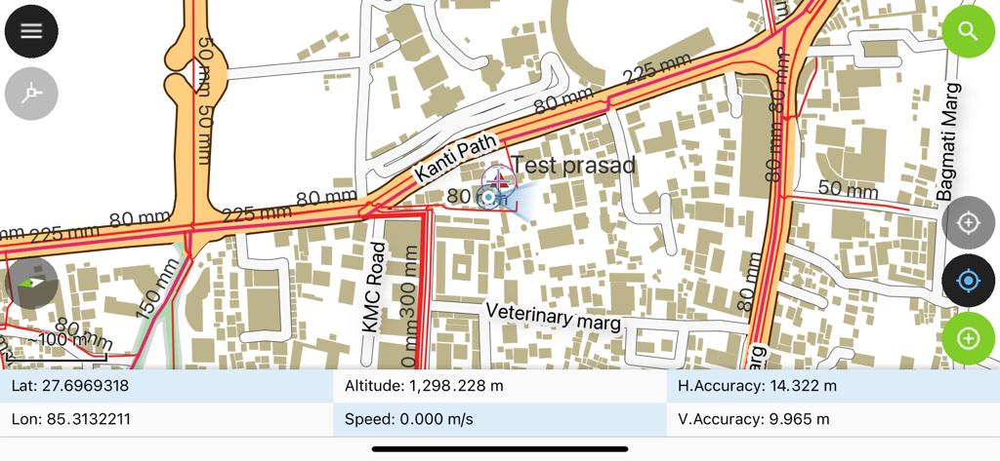 50 mm
50 mm
225 mm
80 mm
80 mm
Bagmati Marg
Kanti Path
Test prasad
80 mm
50 mm
80 mm
225 mm
80 mm
225 mm
80 mm
150 mm
KMC Road
300 mm
80 mm
Veterinary marg
80 mm
~100 m
Lat: 27.6969318
Altitude: 1,298.228 m
H.Accuracy: 14.322 m
Lon: 85.3132211
Speed: 0.000 m/s
V.Accuracy: 9.965 m